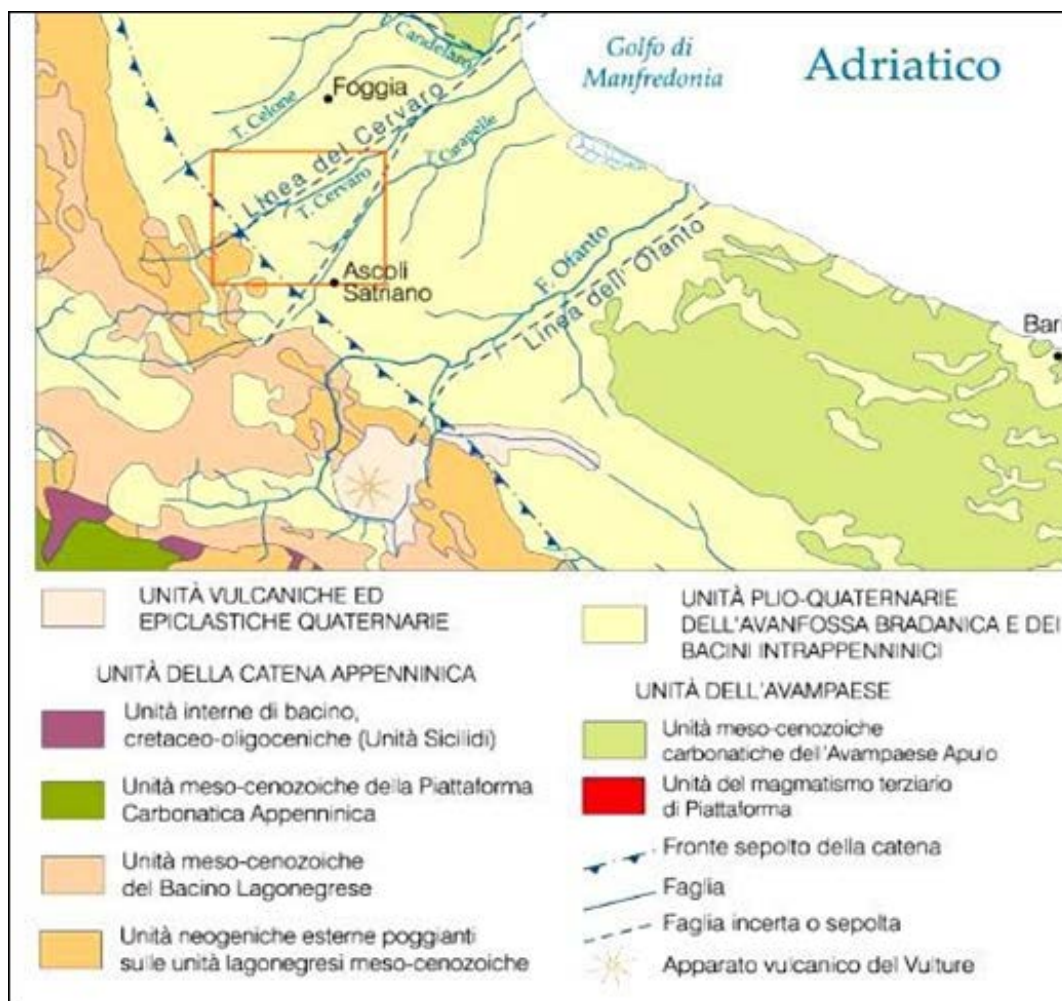 Candelaro
Golfo di
Manfredonia
Adriatico
Foggia
T. Celone
Linea del Cervaro
T. Carapelle
T. Cervaro
Ascoli
Satriano
F. Ofanto
Linea dell' Ofanto
Bari
UNITÀ VULCANICHE ED
EPICLASTICHE QUATERNARIE
UNITÀ DELLA CATENA APPENNINICA
Unità interne di bacino,
cretaceo-oligoceniche (Unità Sicilidi)
Unità meso-cenozoiche della Piattaforma
Carbonatica Appenninica
Unità meso-cenozoiche
del Bacino Lagonegrese
Unità neogeniche esterne poggianti
sulle unità lagonegresi meso-cenozoiche
UNITÀ PLIO-QUATERNARIE
DELL'AVANFOSSA BRADANICA E DEI
BACINI INTRAPPENNINICI
UNITÀ DELL'AVAMPAESE
Unità meso-cenozoiche
carbonatiche dell'Avampaese Apulo
Unità del magmatismo terziario
di Piattaforma
Fronte sepolto della catena
Faglia
Faglia incerta o sepolta
Apparato vulcanico del Vulture